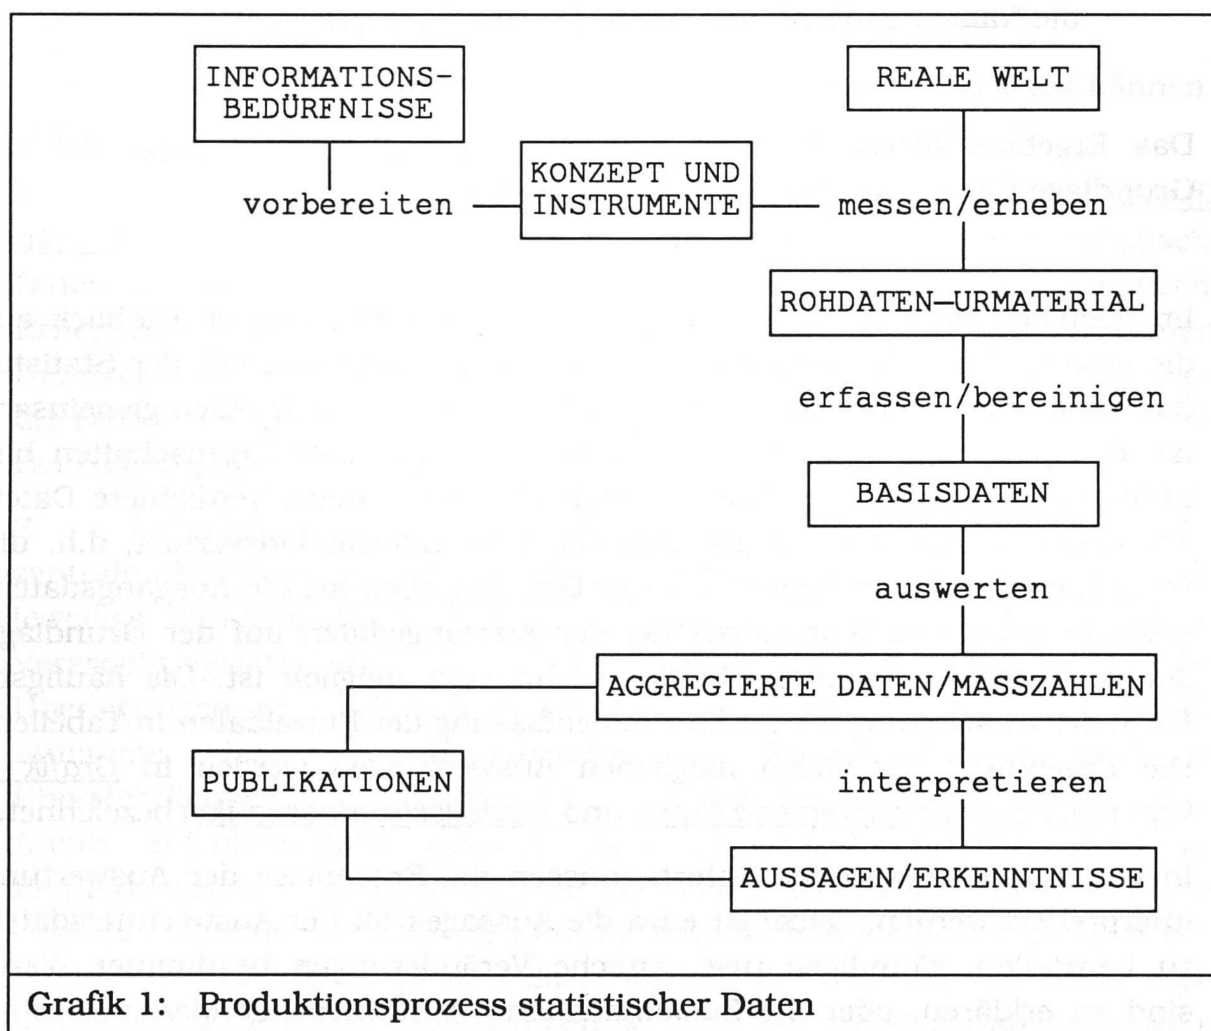 INFORMATIONS-
BEDÜRFNISSE
REALE WELT
KONZEPT UND
INSTRUMENTE
vorbereiten
messen/erheben
ROHDATEN—URMATERIAL
erfassen/bereinigen
BASISDATEN
auswerten
AGGREGIERTE DATEN/MASSZAHLEN
PUBLIKATIONEN
interpretieren
AUSSAGEN/ERKENNTNISSE
Grafik 1: Produktionsprozess statistischer Daten